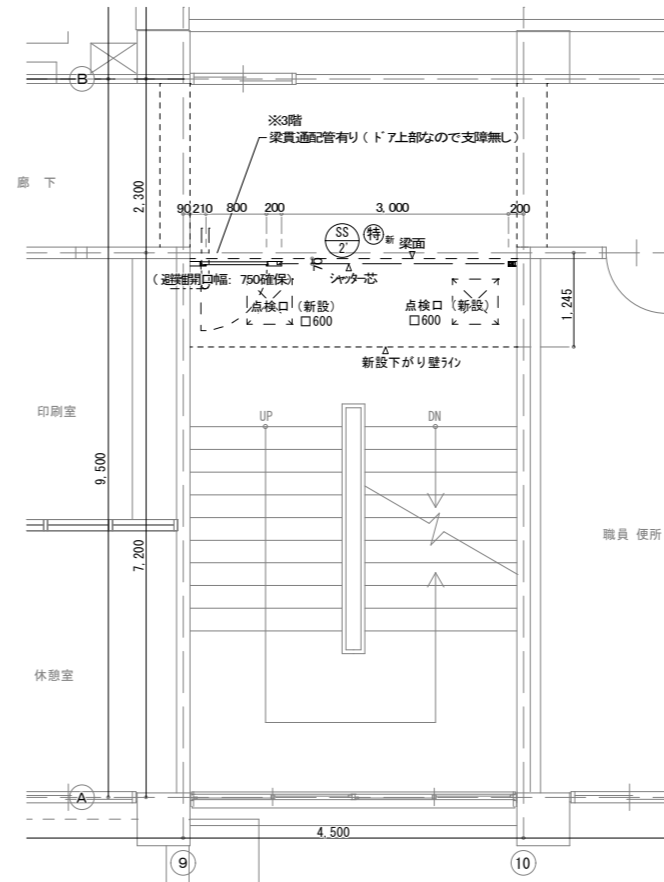 B
※3階
梁貫通配管有り(ドア上部なので支障無し)
廊 下
2,300
90
210
800
200
3,000
200
SS
2'
特
新
梁面
70
(避難開口幅: 750確保)
シャッター芯
点検口 (新設)
□600
点検口 (新設)
□600
1,245
新設下がり壁ライン
印刷室
UP
DN
9,500
7,200
職員 便所
休憩室
A
4,500
9
10